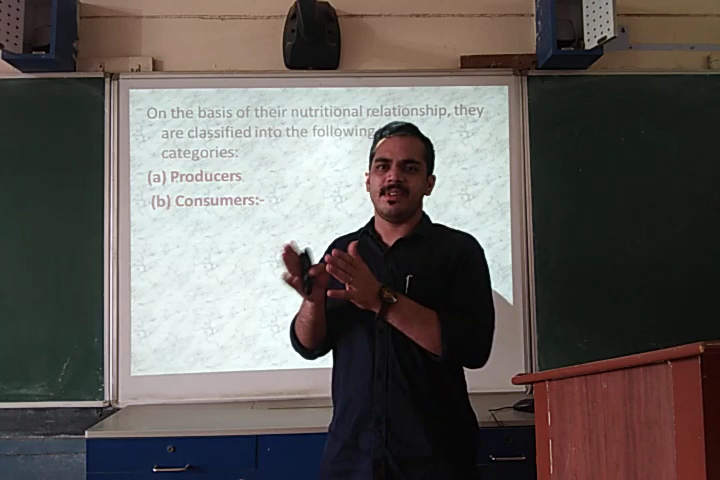 On the basis of their nutritional relationship, they
are classified into the following
categories:
(a) Producers
(b) Consumers:-